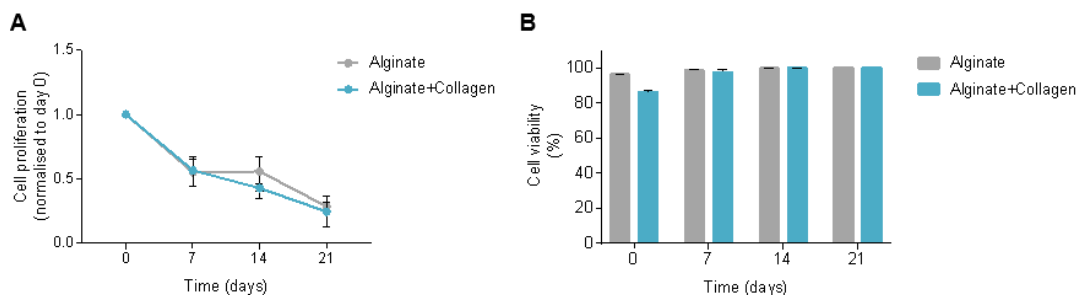 A
Cell proliferation
(normalised to day 0)
1.5
1.0
0.5
0.0
0
7
14
21
Time (days)
Alginate
Alginate+Collagen
B
Cell viability
(%)
100
80
60
40
20
0
0
7
14
21
Time (days)
Alginate
Alginate+Collagen